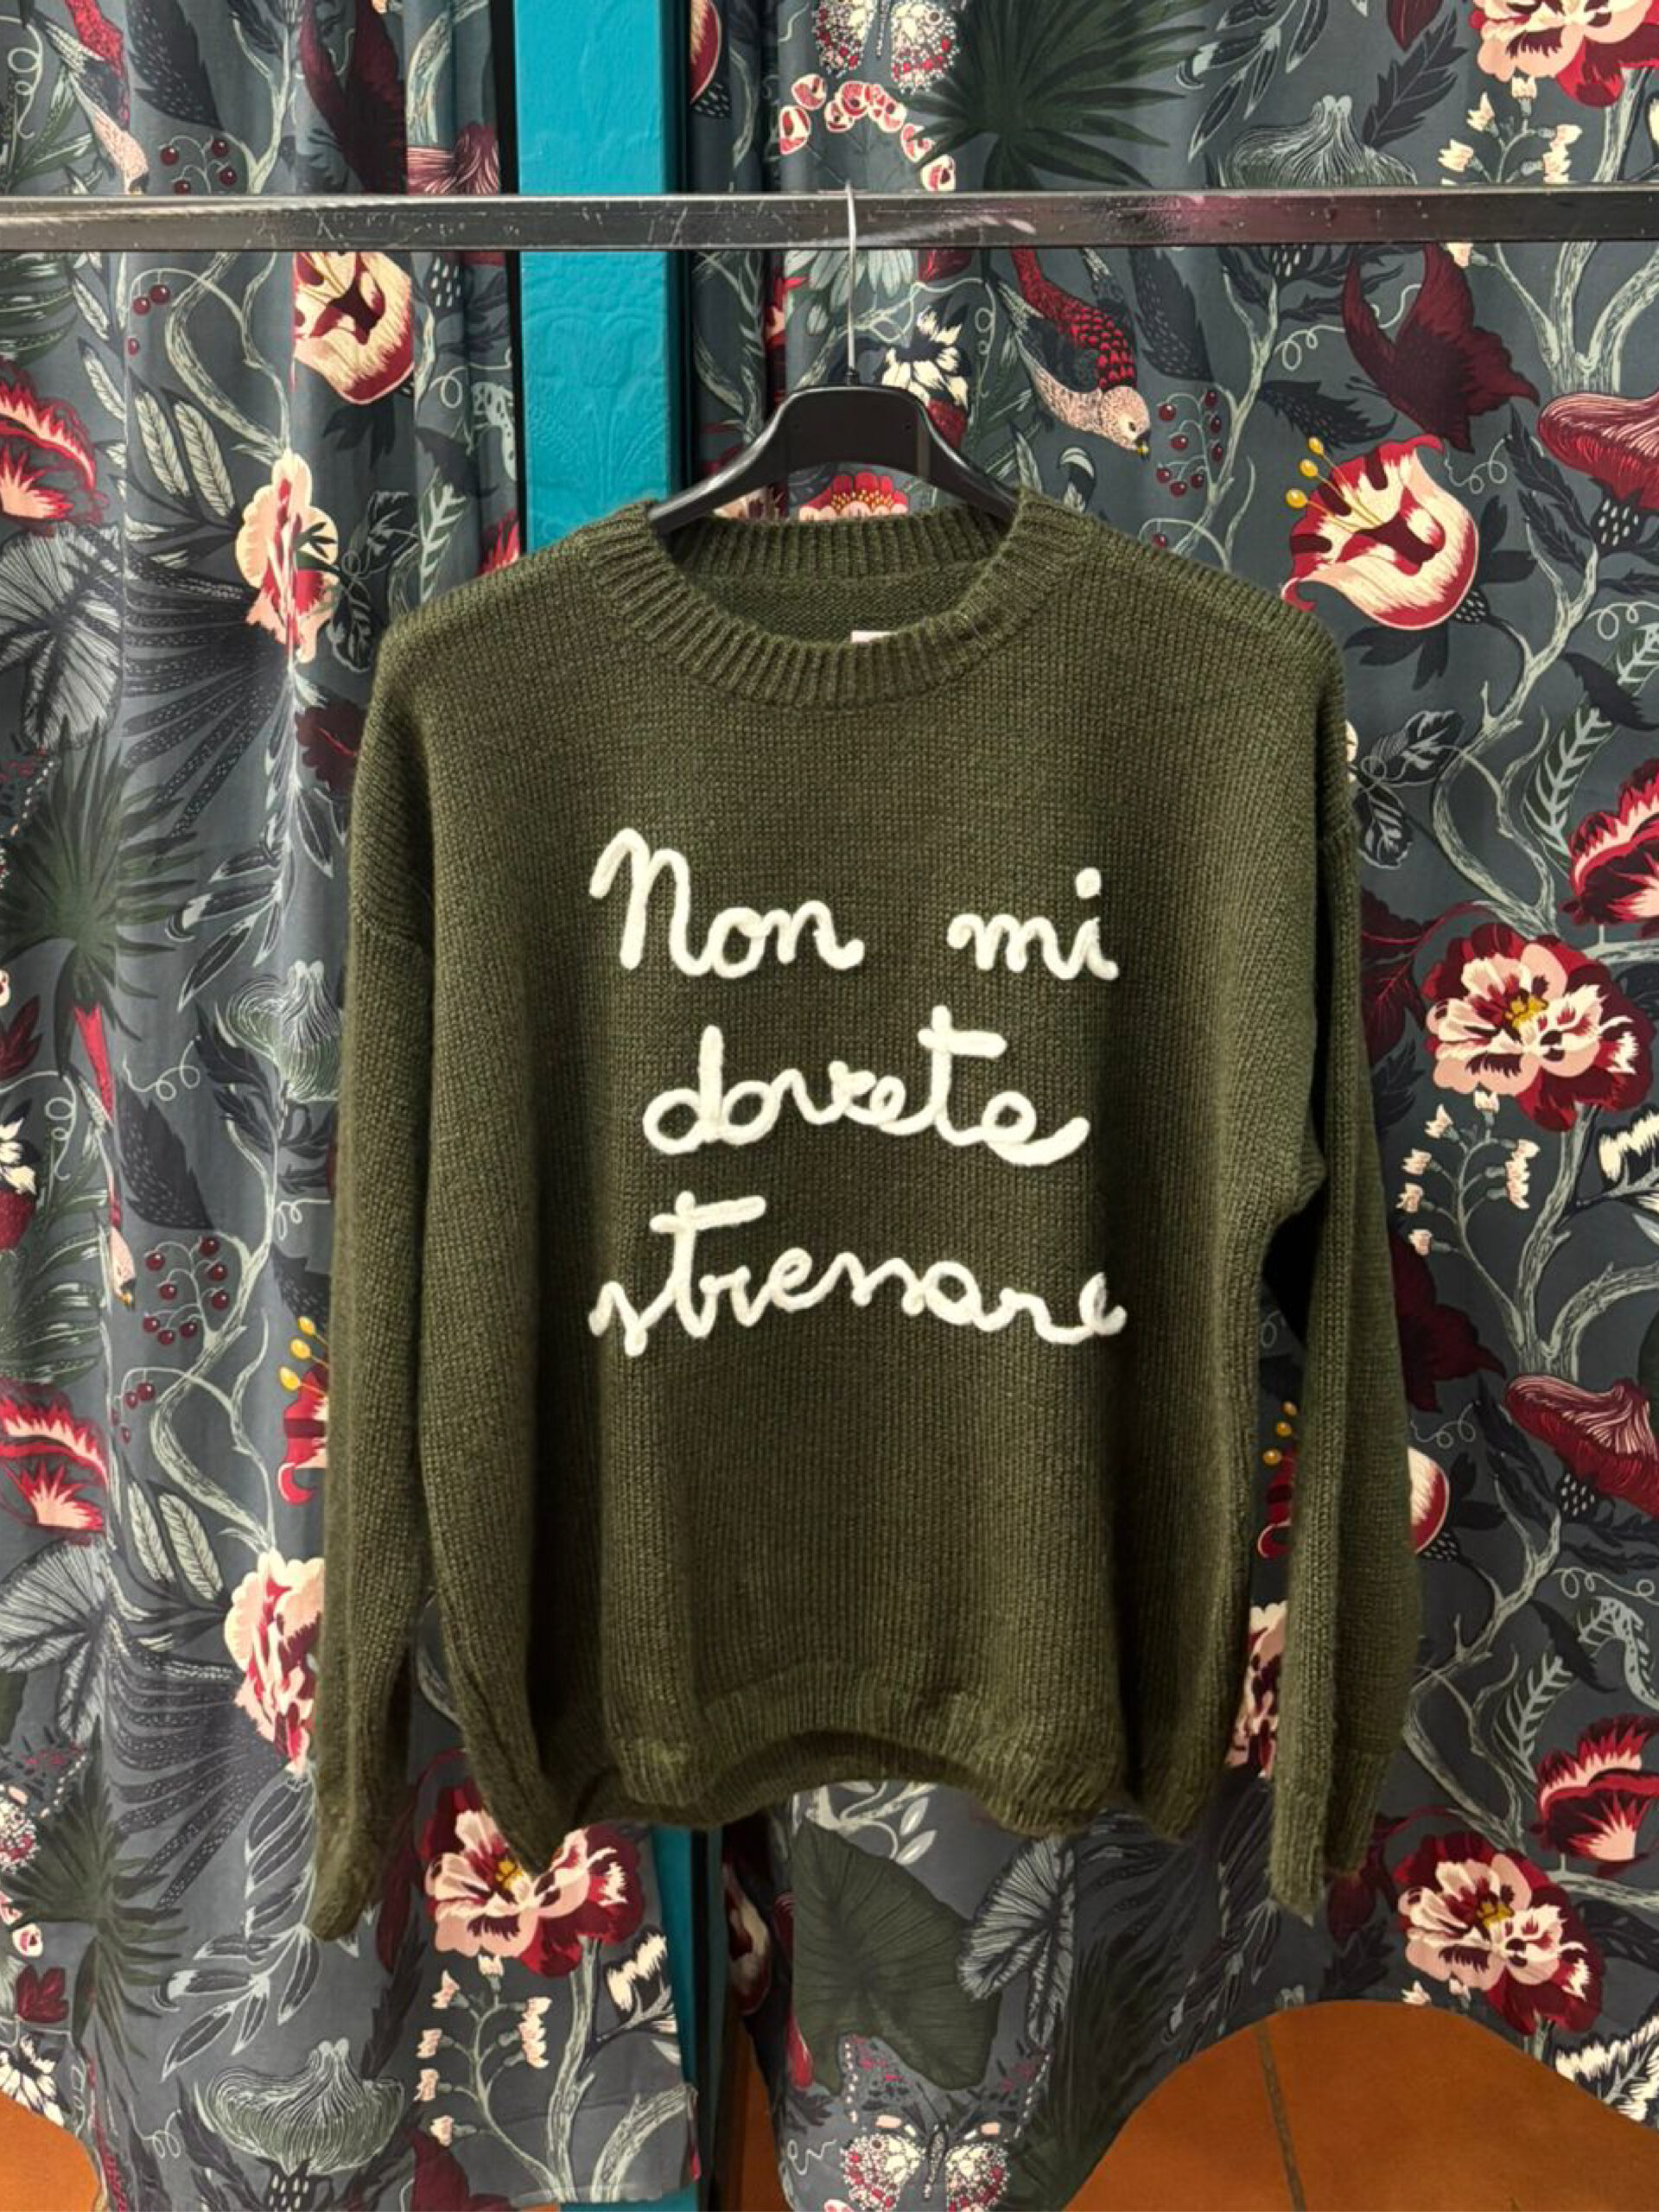 Non mi
dovete
stressare